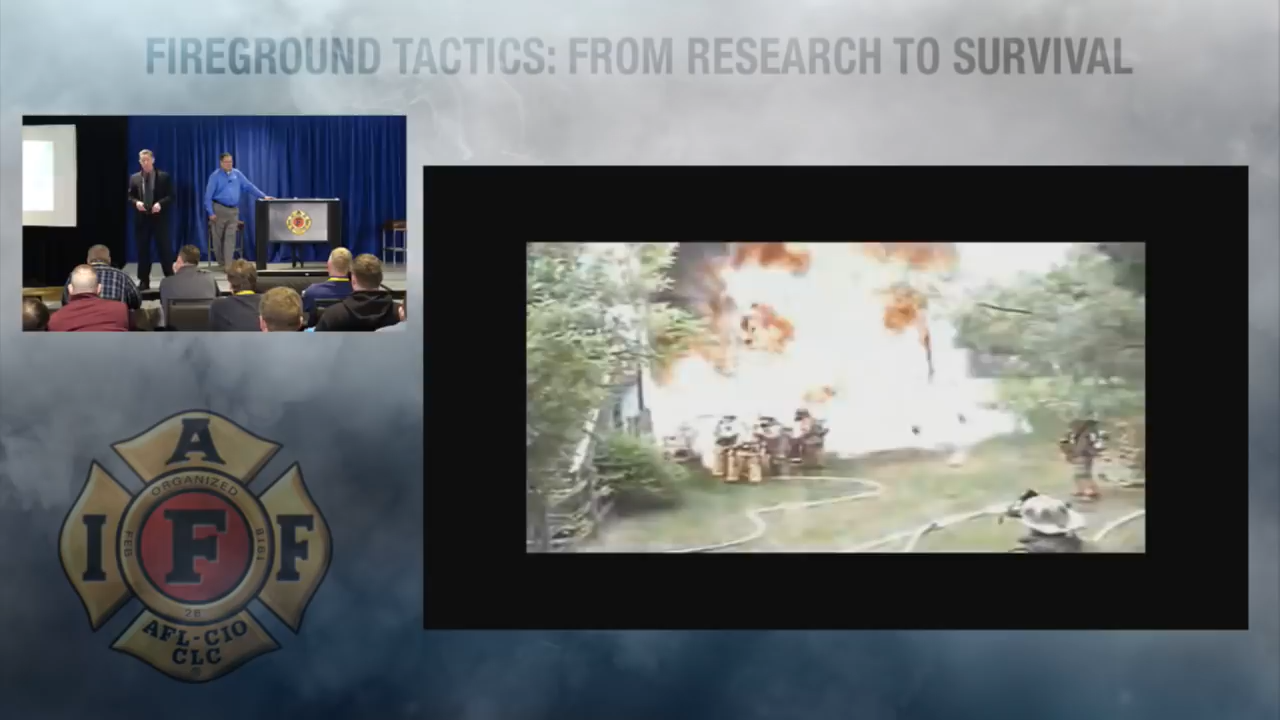 FIREGROUND TACTICS: FROM RESEARCH TO SURVIVAL
A
ORGANIZED
I
F
F
FEB
1918
28
AFL-CIO
CLC